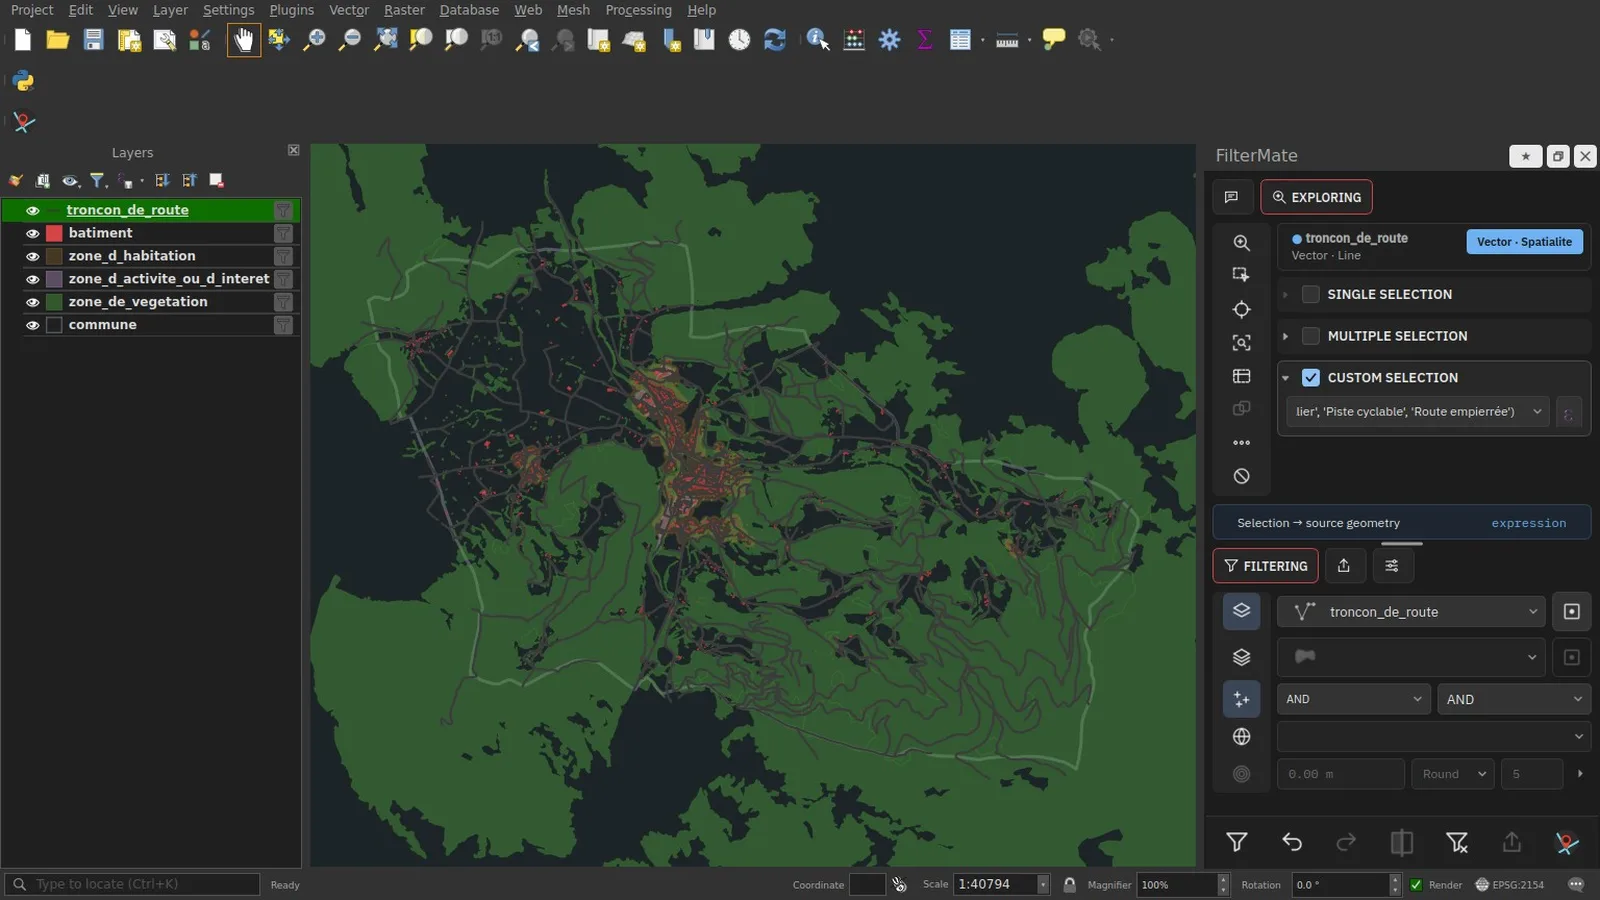 Project Edit View Layer Settings Plugins Vector Raster Database Web Mesh Processing Help
Layers
troncon_de_route
batiment
zone_d_habitation
zone_d_activite_ou_d_interet
zone_de_vegetation
commune
FilterMate
EXPLORING
troncon_de_route
Vector · Line
Vector · Spatialite
SINGLE SELECTION
MULTIPLE SELECTION
CUSTOM SELECTION
lier', 'Piste cyclable', 'Route empierrée')
Selection → source geometry expression
FILTERING
troncon_de_route
AND AND
0.00 m Round 5
Type to locate (Ctrl+K) Ready Coordinate Scale 1:40794 Magnifier 100% Rotation 0.0 ° Render EPSG:2154